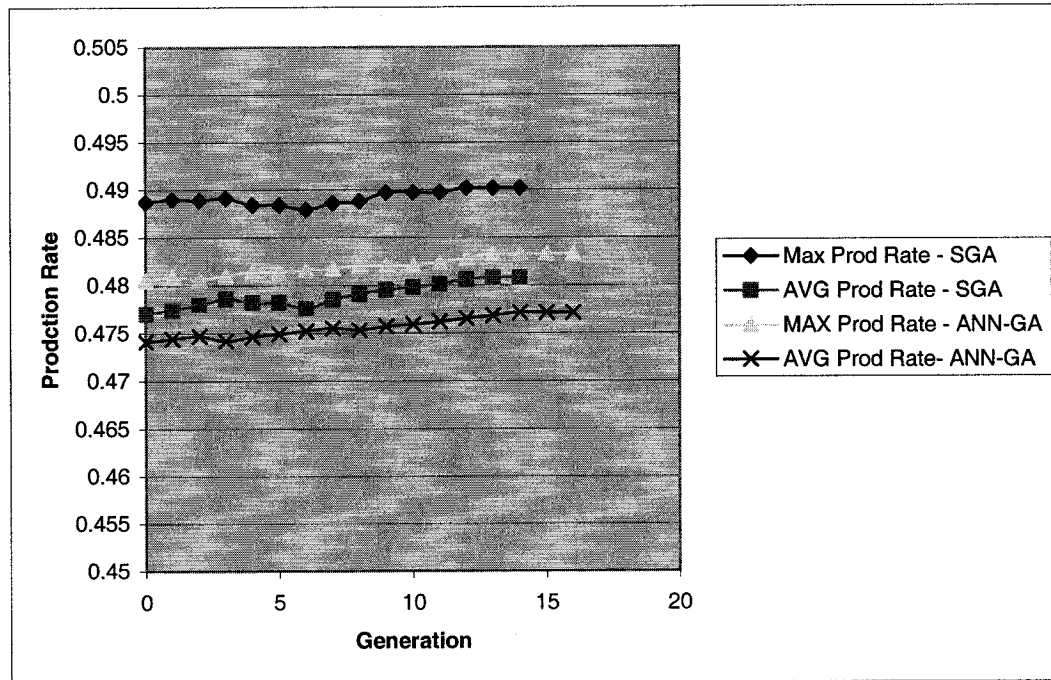 0.505
0.5
0.495
0.49
0.485
0.48
0.475
0.47
0.465
0.46
0.455
0.45
Prodction Rate
0 5 10 15 20
Generation
Max Prod Rate - SGA
AVG Prod Rate - SGA
MAX Prod Rate - ANN-GA
AVG Prod Rate- ANN-GA